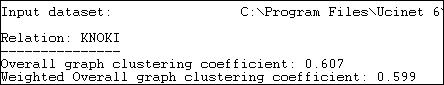 Input dataset: C:\Program Files\Ucinet 6
Relation: KNOKI
---------------
Overall graph clustering coefficient: 0.607
Weighted Overall graph clustering coefficient: 0.599